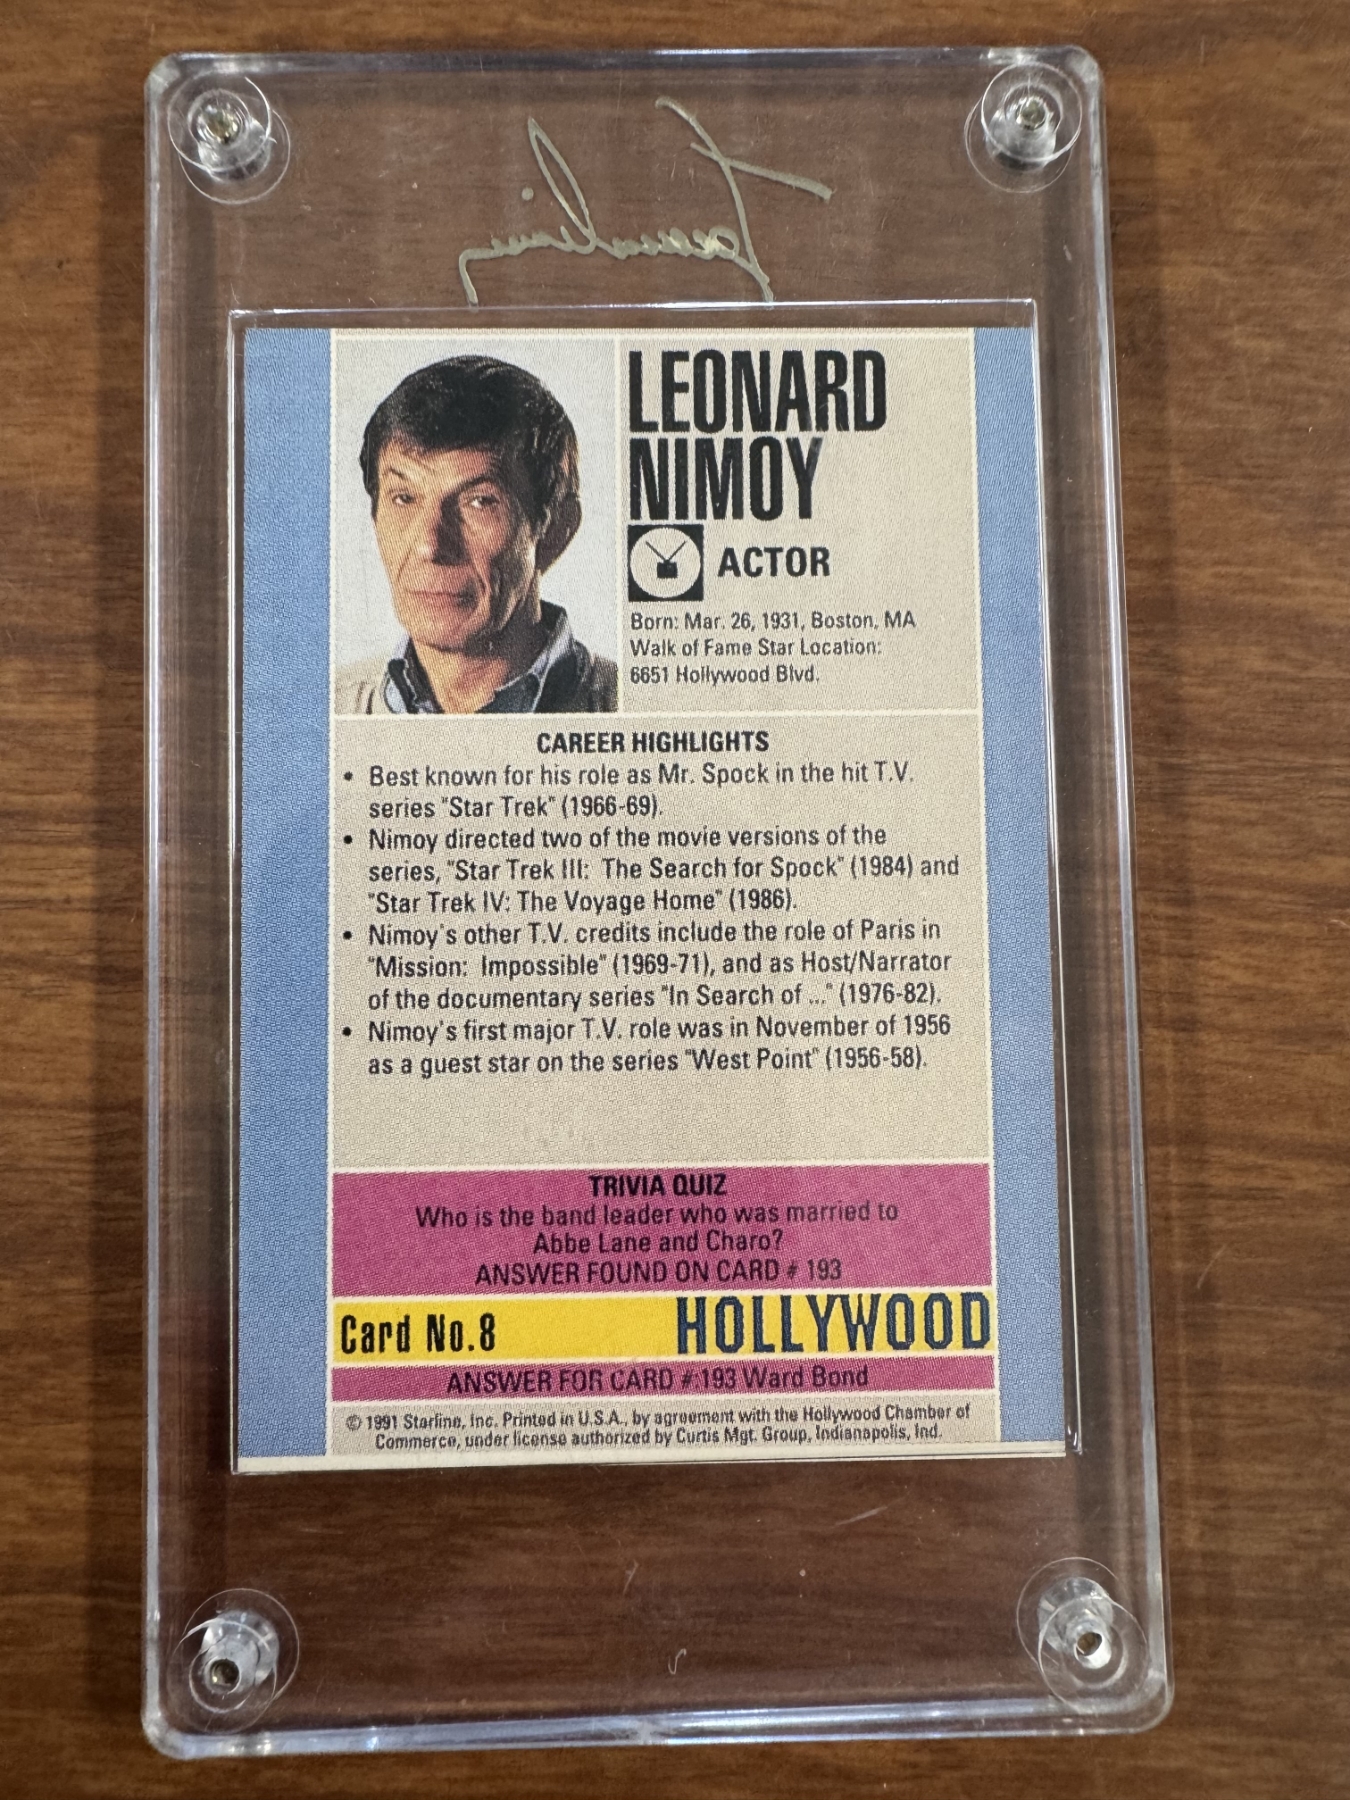 LEONARD
NIMOY
ACTOR
Born: Mar. 26, 1931, Boston, MA
Walk of Fame Star Location:
6651 Hollywood Blvd.
CAREER HIGHLIGHTS
• Best known for his role as Mr. Spock in the hit T.V.
series "Star Trek" (1966-69).
• Nimoy directed two of the movie versions of the
series, "Star Trek III: The Search for Spock" (1984) and
"Star Trek IV: The Voyage Home" (1986).
• Nimoy's other T.V. credits include the role of Paris in
"Mission: Impossible" (1969-71), and as Host/Narrator
of the documentary series "In Search of ..." (1976-82).
• Nimoy's first major T.V. role was in November of 1956
as a guest star on the series "West Point" (1956-58).
TRIVIA QUIZ
Who is the band leader who was married to
Abbe Lane and Charo?
ANSWER FOUND ON CARD # 193
Card No.8 HOLLYWOOD
ANSWER FOR CARD #:193 Ward Bond
© 1991 Starline, Inc. Printed in U.S.A., by agreement with the Hollywood Chamber of
Commerce, under license authorized by Curtis Mgt. Group, Indianapolis, Ind.